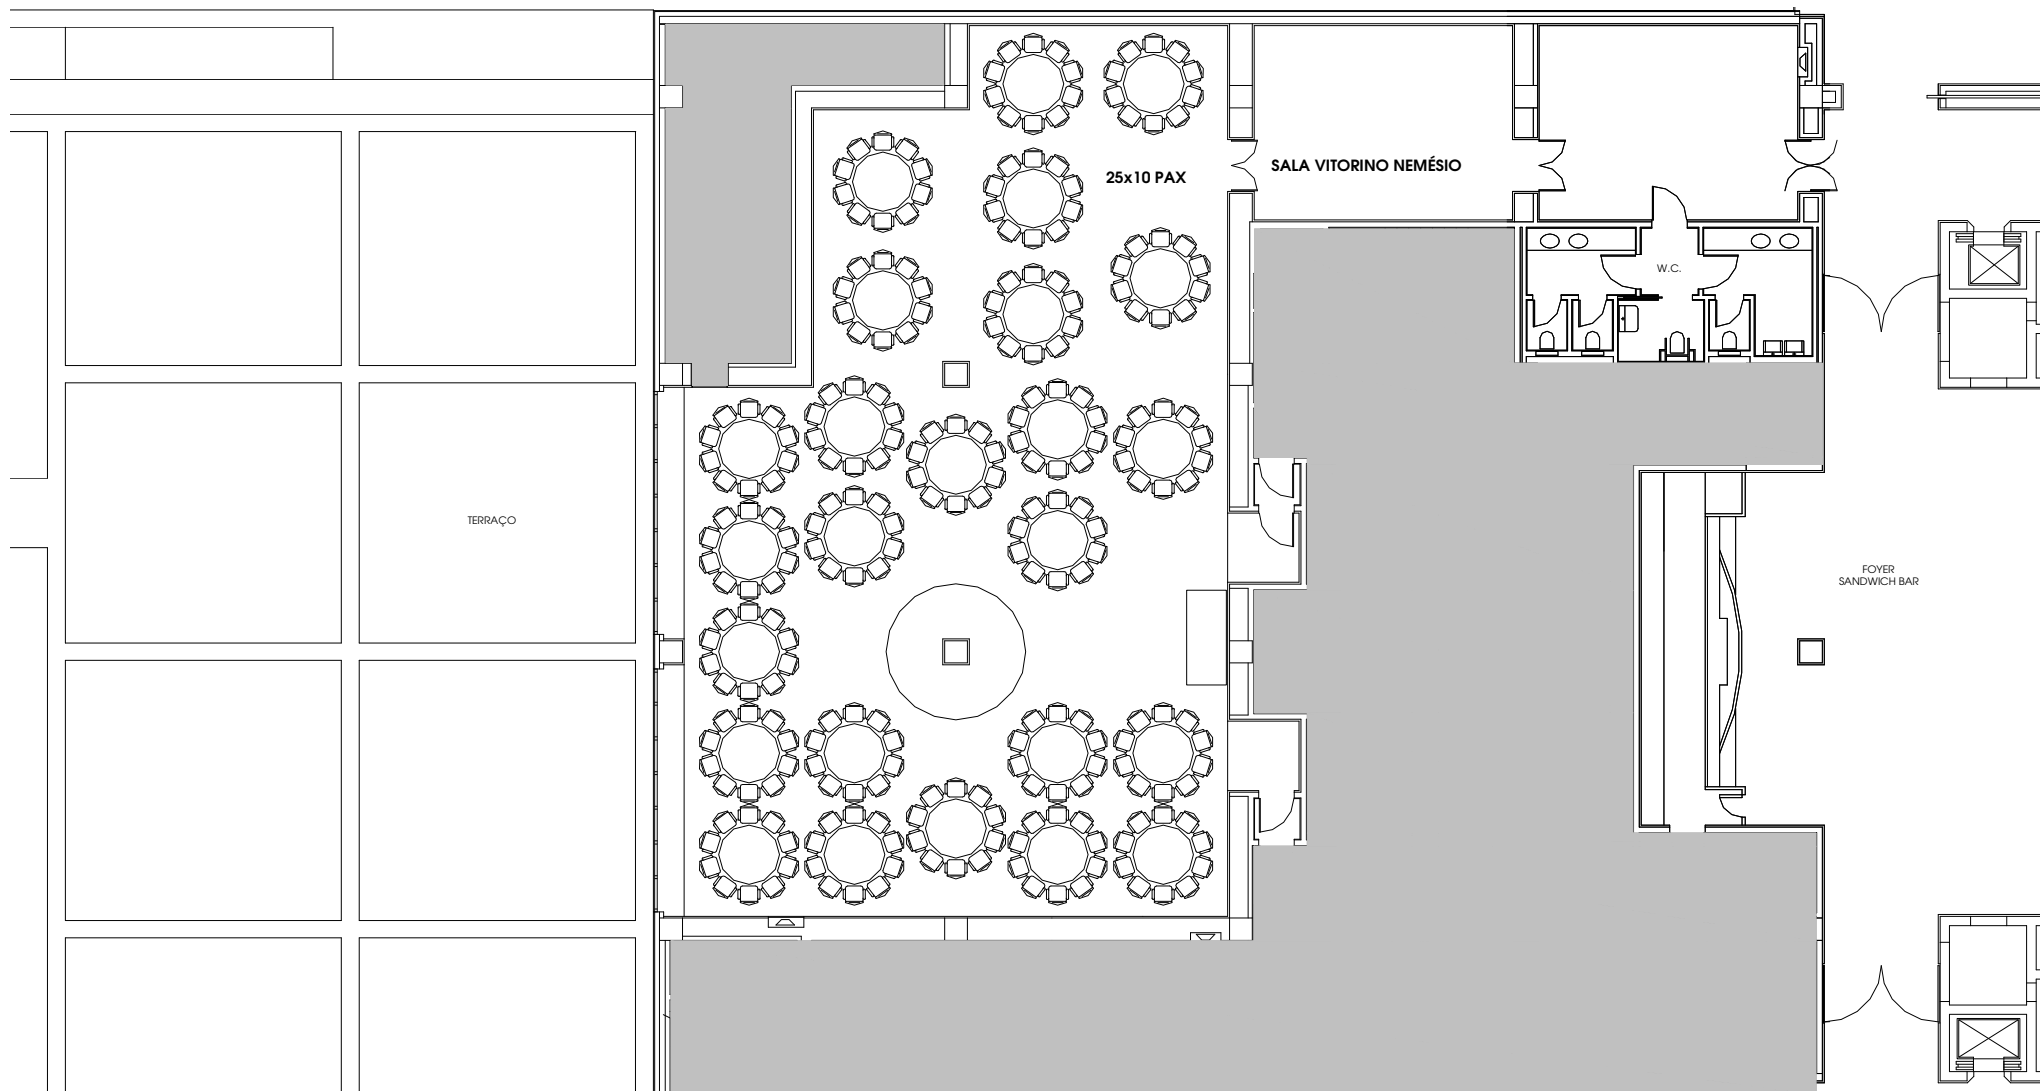 SALA VITORINO NEMÉSIO
25x10 PAX
W.C.
TERRAÇO
FOYER
SANDWICH BAR